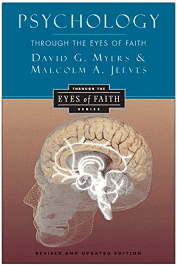 PSYCHOLOGY
THROUGH THE EYES OF FAITH
DAVID G. MYERS &
MALCOLM A. JEEVES
THROUGH THE
EYES OF FAITH
SERIES
REVISED AND UPDATED EDITION